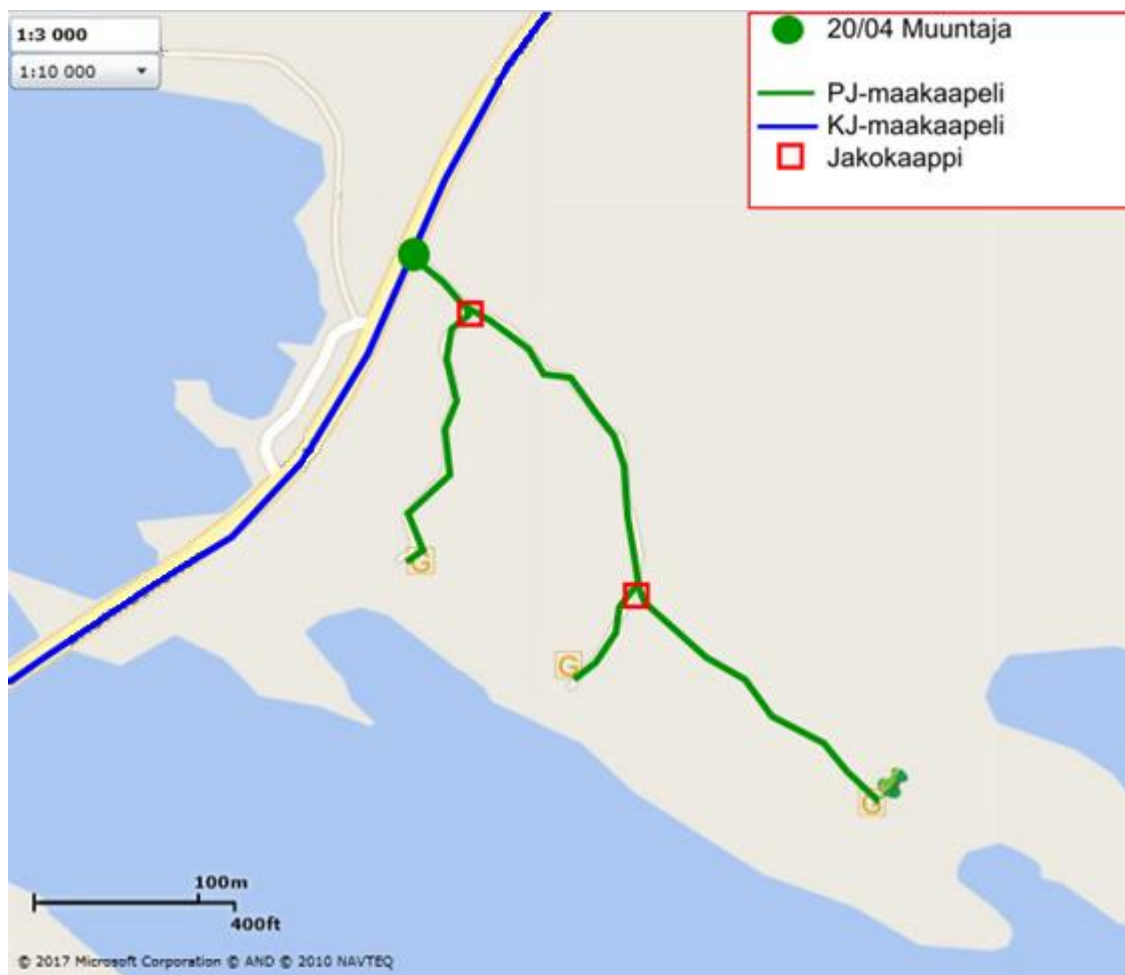 1:3 000
1:10 000
20/04 Muuntaja
PJ-maakaapeli
KJ-maakaapeli
Jakokaappi
G
G
G
100m
400ft
© 2017 Microsoft Corporation © AND © 2010 NAVTEQ